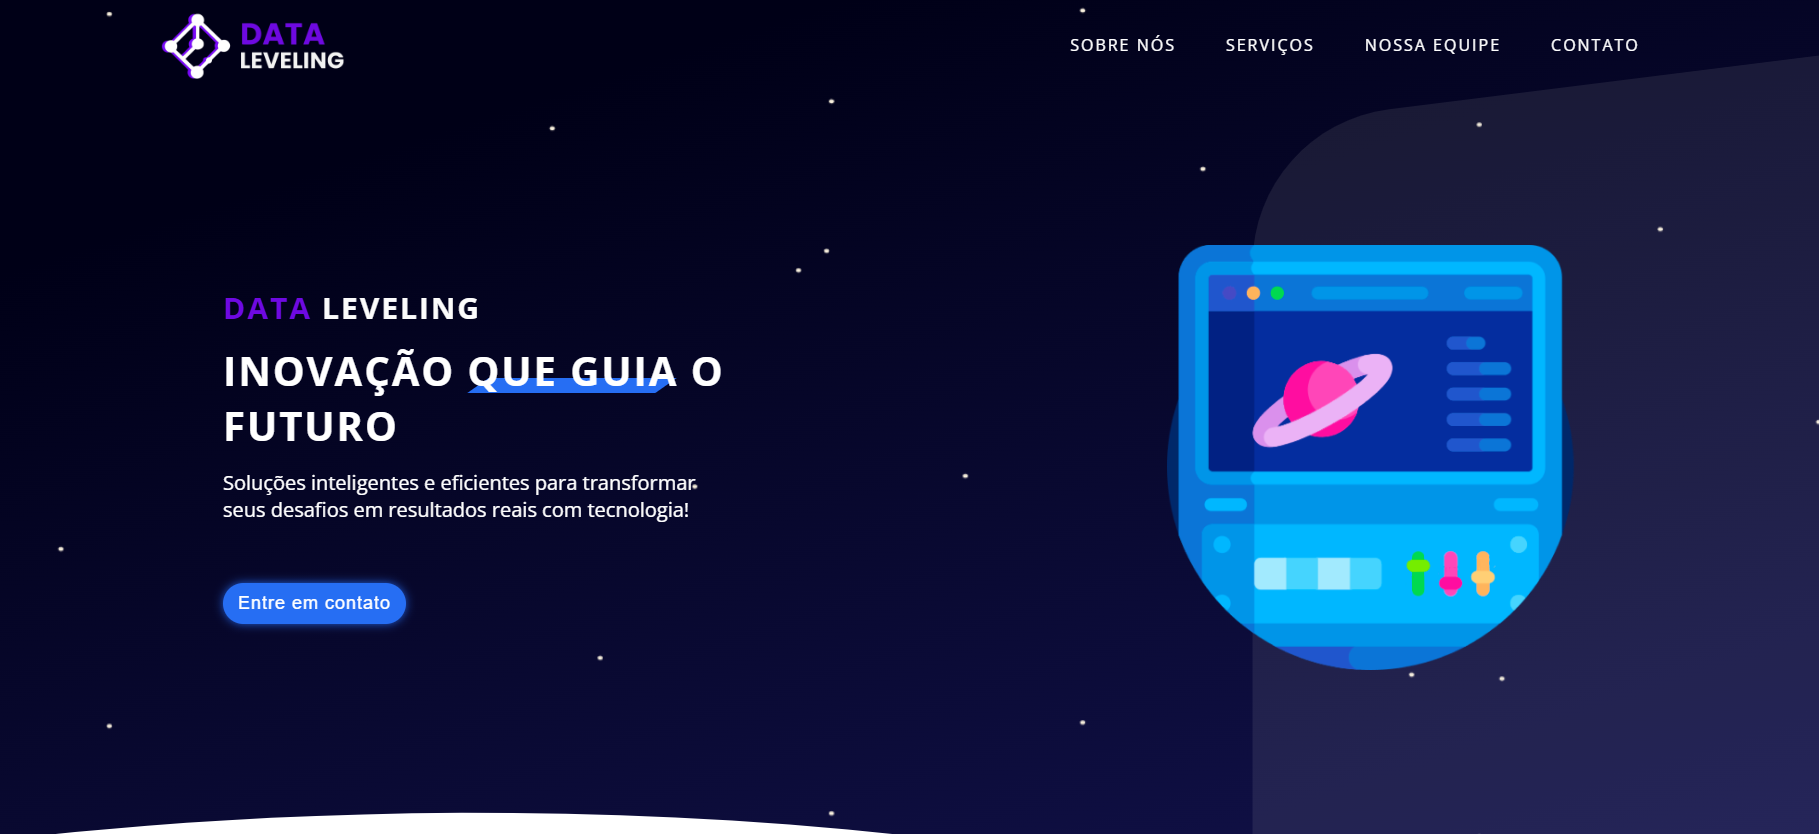 DATA
LEVELING
SOBRE NÓS
SERVIÇOS
NOSSA EQUIPE
CONTATO
DATA LEVELING
INOVAÇÃO QUE GUIA O
FUTURO
Soluções inteligentes e eficientes para transformar
seus desafios em resultados reais com tecnologia!
Entre em contato